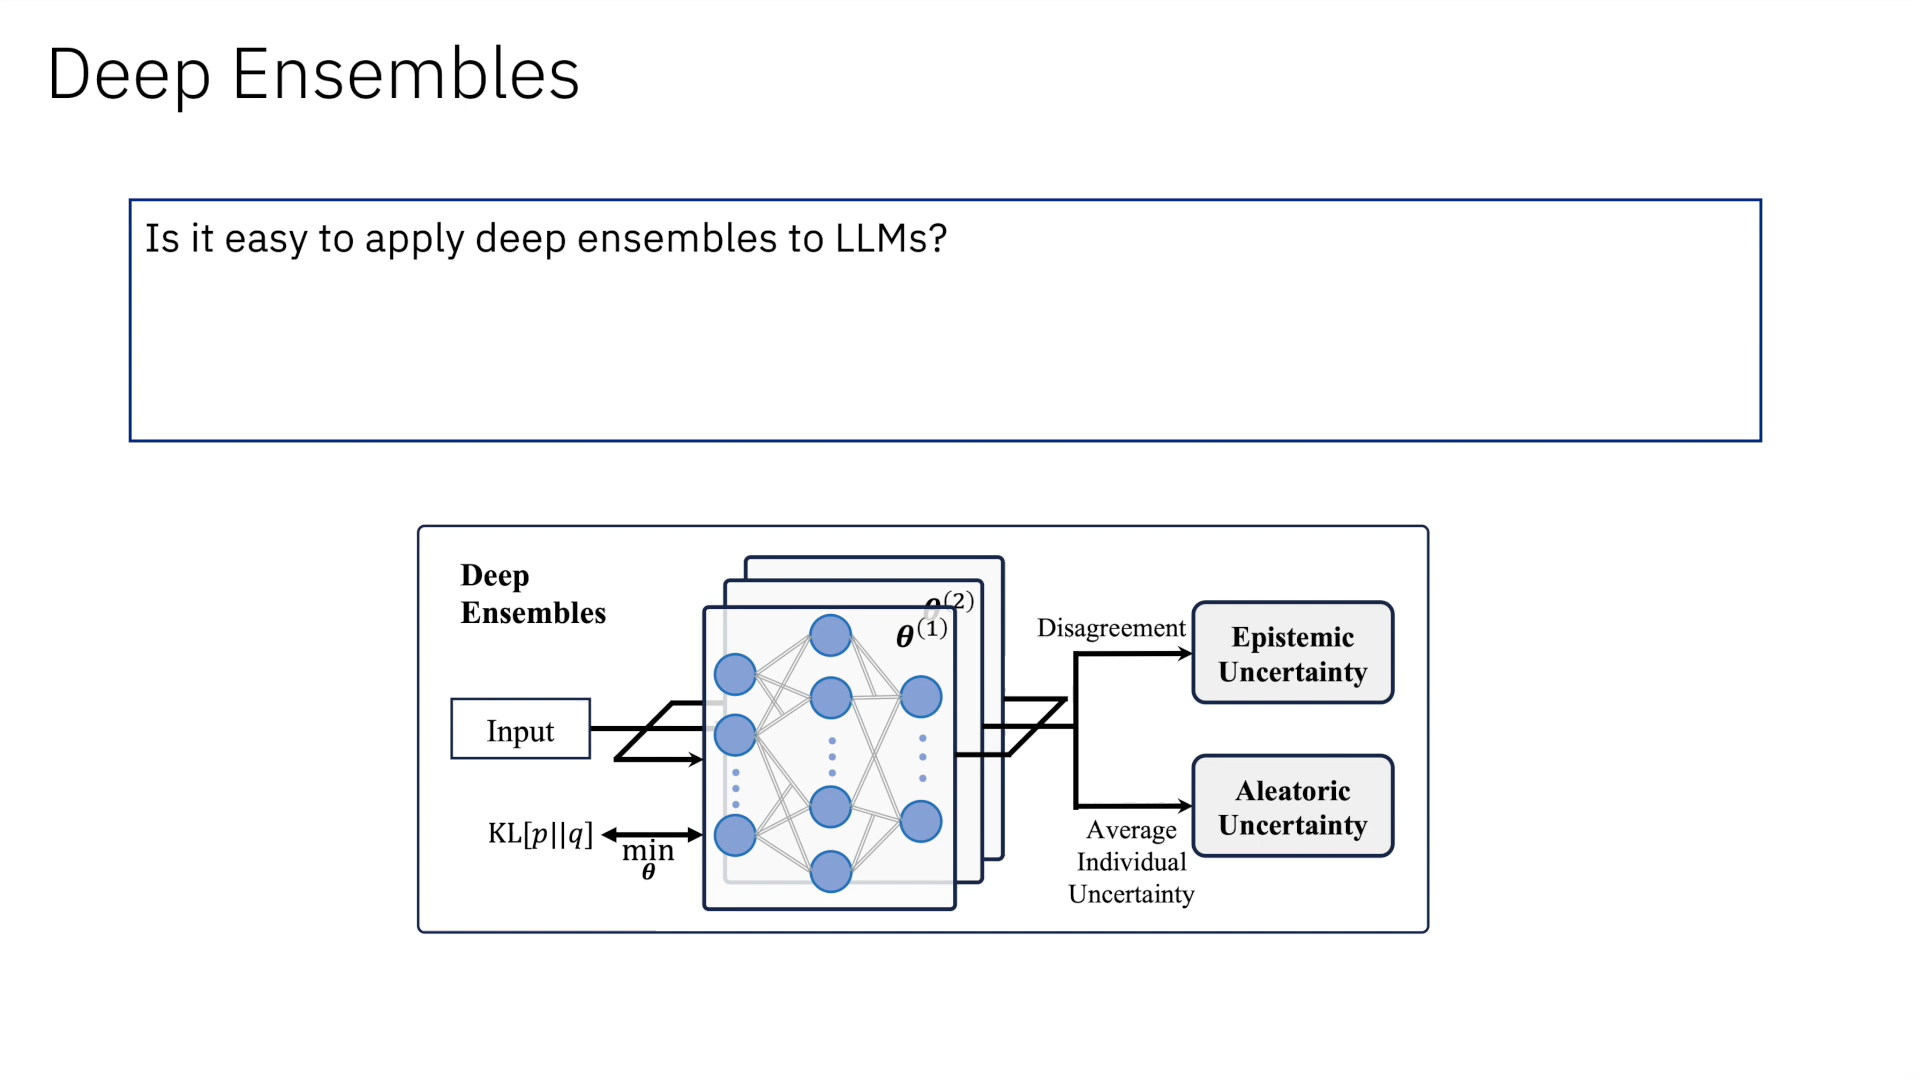 Deep Ensembles
Is it easy to apply deep ensembles to LLMs?
Deep
Ensembles
θ⁽²⁾
θ⁽¹⁾
Input
KL[p||q]
min
θ
Disagreement
Epistemic
Uncertainty
Aleatoric
Uncertainty
Average
Individual
Uncertainty